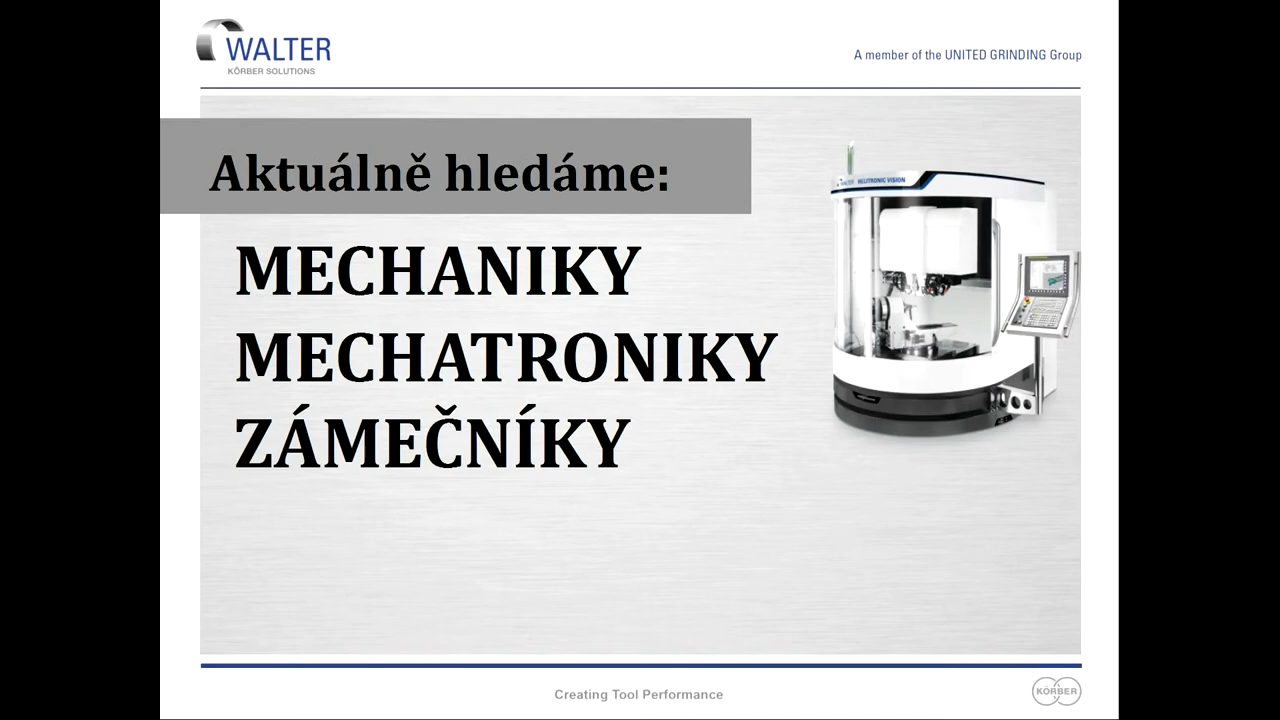 WALTER
KÖRBER SOLUTIONS
A member of the UNITED GRINDING Group
Aktuálně hledáme:
WALTER HELITRONIC VISION
MECHANIKY
MECHATRONIKY
ZÁMEČNÍKY
Creating Tool Performance
KÖRBER